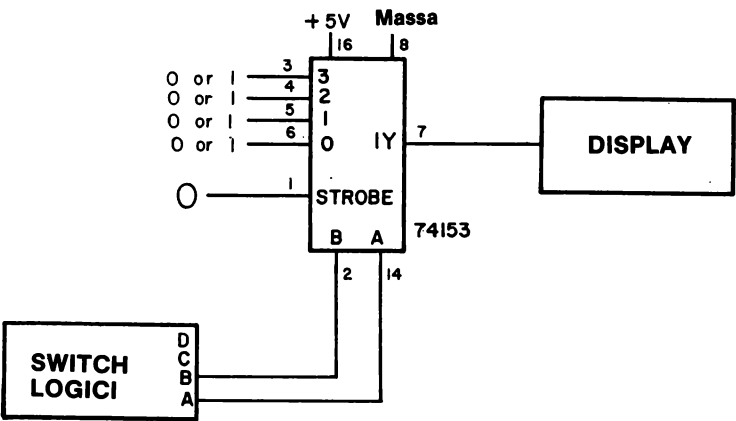 + 5V Massa
16 8
0 or 1 3 3
0 or 1 4 2
0 or 1 5 1
0 or 1 6 0 1Y 7 DISPLAY
0 1 STROBE
B A 74153
2 14
SWITCH LOGICI D
C
B
A